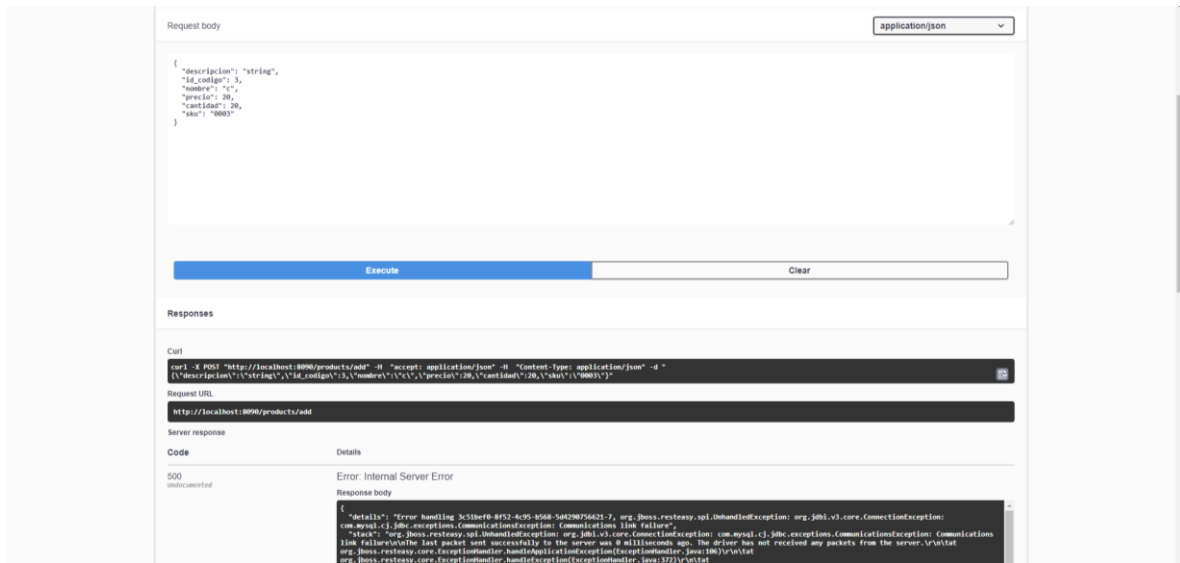 Request body
application/json
{
"descripcion": "string",
"id_codigo": 3,
"nombre": "c",
"precio": 20,
"cantidad": 20,
"sku": "0003"
}
Execute
Clear
Responses
Curl
curl -X POST "http://localhost:8090/products/add" -H "accept: application/json" -H "Content-Type: application/json" -d "
{\"descripcion\":\"string\",\"id_codigo\":3,\"nombre\":\"c\",\"precio\":20,\"cantidad\":20,\"sku\":\"0003\"}"
Request URL
http://localhost:8090/products/add
Server response
Code Details
500 Error: Internal Server Error
Undocumented
Response body
{
"details": "Error handling 3c51bef0-8f52-4c95-b568-5d4290756621-7, org.jboss.resteasy.spi.UnhandledException: org.jdbi.v3.core.ConnectionException:
com.mysql.cj.jdbc.exceptions.CommunicationsException: Communications link failure",
"stack": "org.jboss.resteasy.spi.UnhandledException: org.jdbi.v3.core.ConnectionException: com.mysql.cj.jdbc.exceptions.CommunicationsException: Communications
link failure\n\nThe last packet sent successfully to the server was 0 milliseconds ago. The driver has not received any packets from the server.\r\n\tat
org.jboss.resteasy.core.ExceptionHandler.handleApplicationException(ExceptionHandler.java:106)\r\n\tat
org.jboss.resteasy.core.ExceptionHandler.handleException(ExceptionHandler.java:372)\r\n\tat